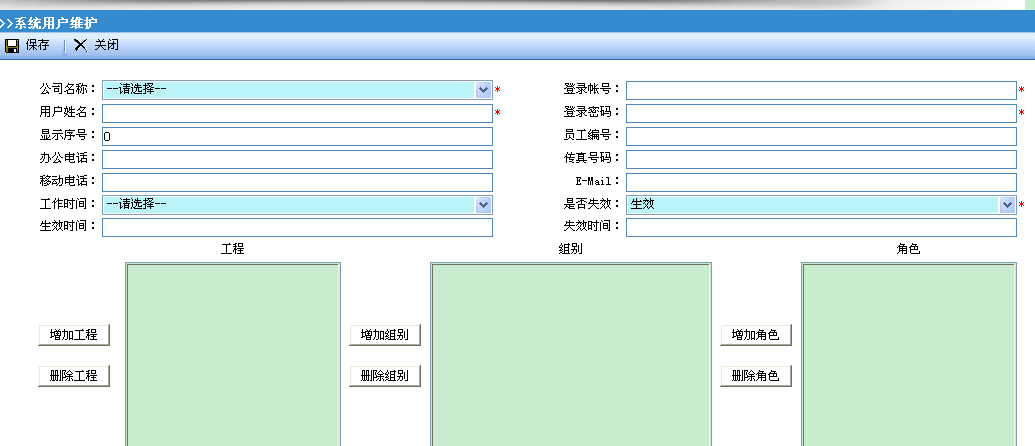 >>系统用户维护
保存 关闭
公司名称： --请选择-- * 登录帐号： *
用户姓名： * 登录密码： *
显示序号： 0 员工编号：
办公电话： 传真号码：
移动电话： E-Mail：
工作时间： --请选择-- 是否失效： 生效 *
生效时间： 失效时间：
工程 组别 角色
增加工程 增加组别 增加角色
删除工程 删除组别 删除角色